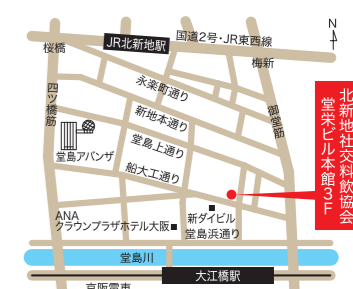 N
JR北新地駅
国道2号・JR東西線
桜橋
梅新
永楽町通り
四ツ橋筋
新地本通り
御堂筋
堂島上通り
堂島アバンザ
船大工通り
北新地社交料飲協会
堂栄ビル本館3F
ANA
クラウンプラザホテル大阪
新ダイビル
堂島浜通り
堂島川
大江橋駅
京阪電車